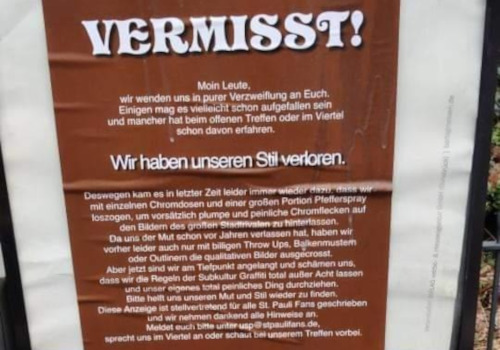 VERMISST!
Moin Leute,
wir wenden uns in purer Verzweiflung an Euch.
Einigen mag es vielleicht schon aufgefallen sein
und mancher hat beim offenen Treffen oder im Viertel
schon davon erfahren.
Wir haben unseren Stil verloren.
Deswegen kam es in letzter Zeit leider immer wieder dazu, dass wir
mit einzelnen Chromdosen und einer großen Portion Pfefferspray
loszogen, um vorsätzlich plumpe und peinliche Chromflecken auf
den Bildern des großen Stadtrivalen zu hinterlassen.
Da uns der Mut schon vor Jahren verlassen hat, haben wir
vorher leider auch nur mit billigen Throw Ups, Balkenmustern
oder Outlinern die qualitativen Bilder ausgecrosst.
Aber jetzt sind wir am Tiefpunkt angelangt und schämen uns,
dass wir die Regeln der Subkultur Graffiti total außer Acht lassen
und unser eigenes total peinliches Ding durchziehen.
Bitte helft uns unseren Mut und Stil wieder zu finden.
Diese Anzeige ist stellvertretend für alle St. Pauli Fans geschrieben
und wir nehmen dankend alle Hinweise an.
Meldet euch bitte unter usp@stpaulifans.de,
sprecht uns im Viertel an oder schaut bei unserem Treffen vorbei.